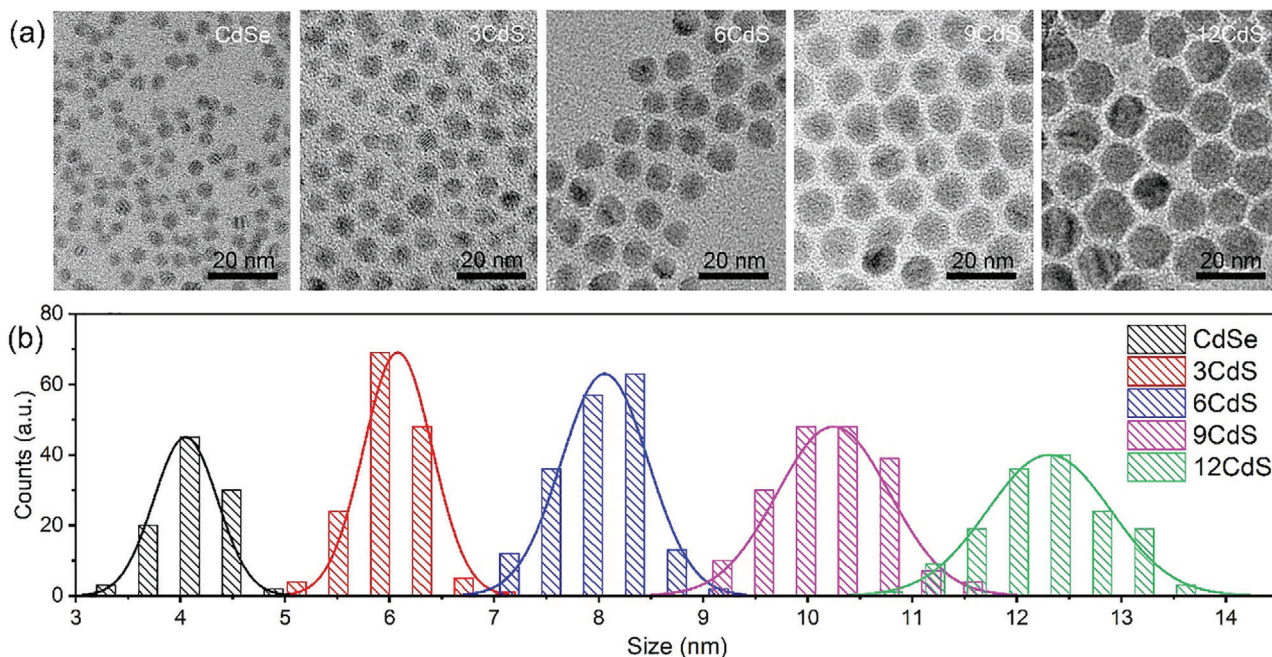 (a)
CdSe
3CdS
6CdS
9CdS
12CdS
20 nm
20 nm
20 nm
20 nm
20 nm
(b)
Counts (a.u.)
80
60
40
20
0
CdSe
3CdS
6CdS
9CdS
12CdS
3 4 5 6 7 8 9 10 11 12 13 14
Size (nm)